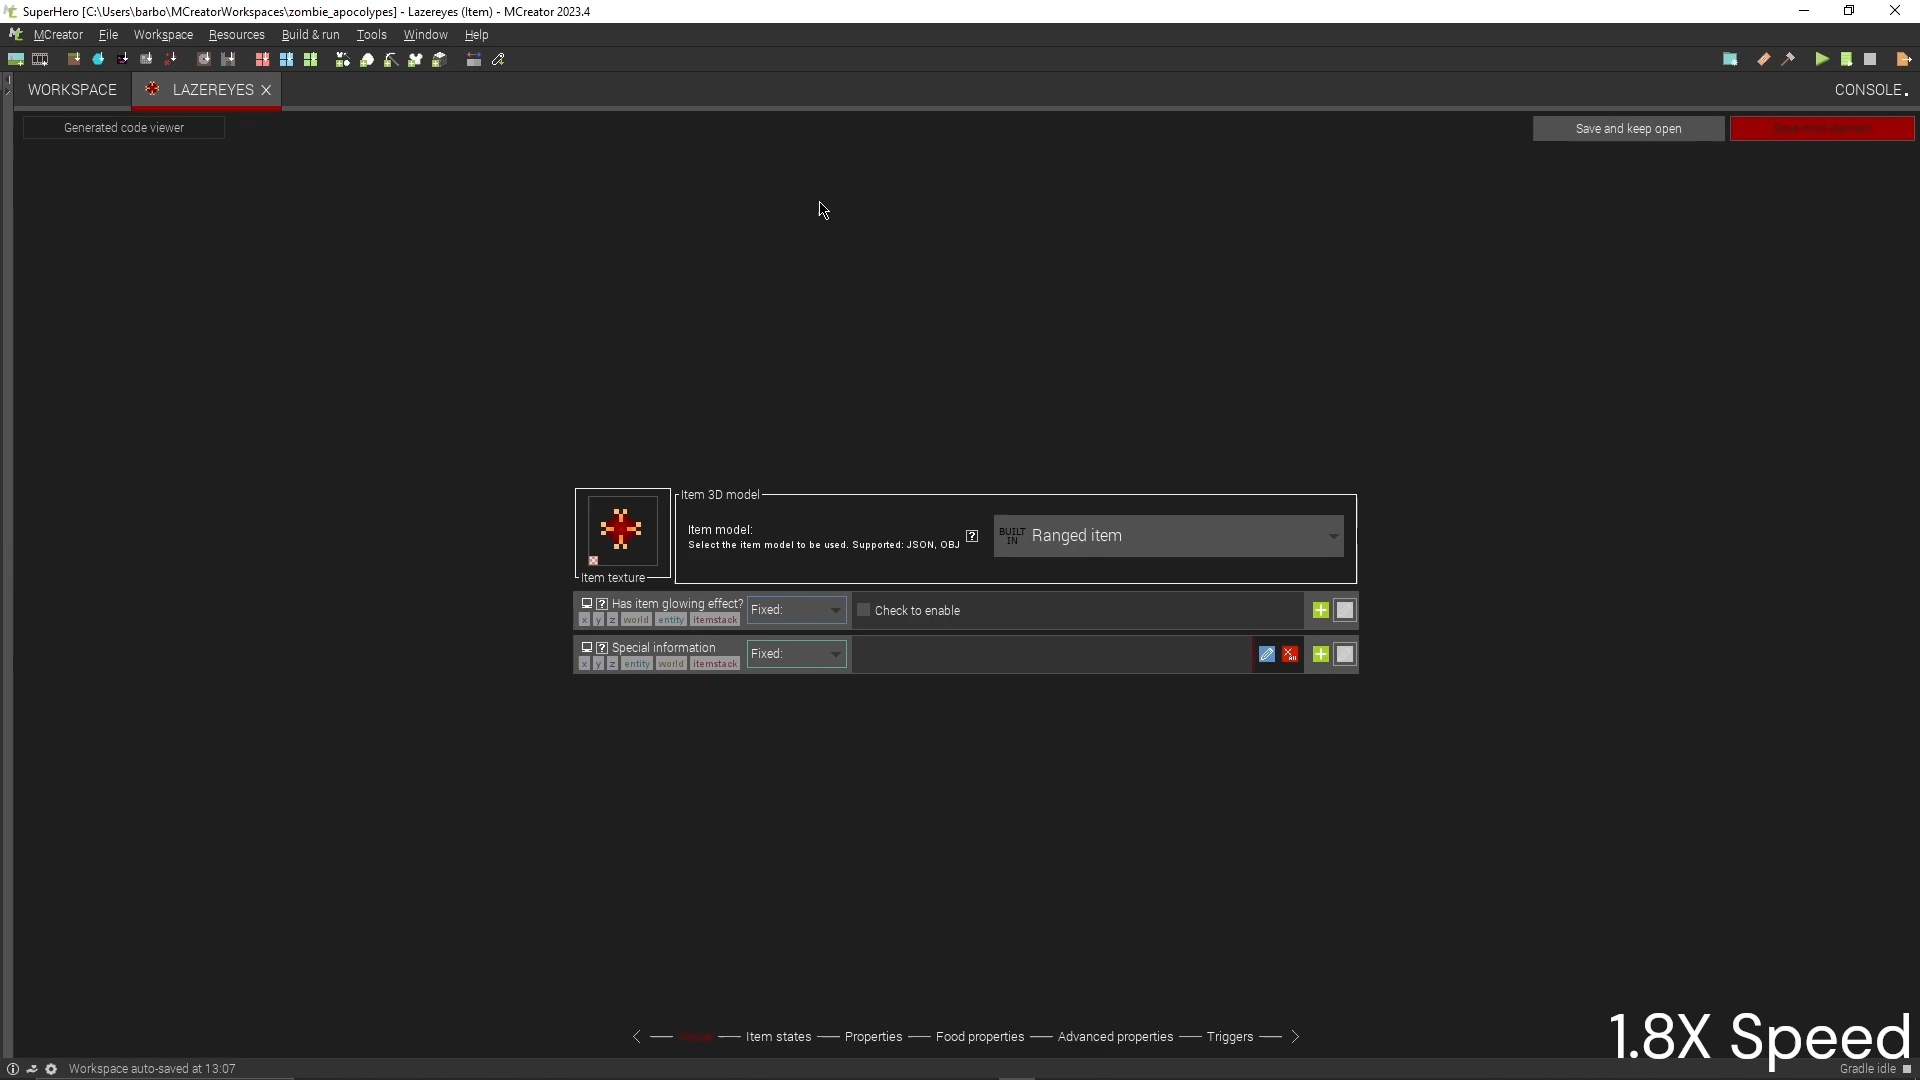 SuperHero [C:\Users\barbo\MCreatorWorkspaces\zombie_apocolypes] - Lazereyes (Item) - MCreator 2023.4
MCreator File Workspace Resources Build & run Tools Window Help
WORKSPACE LAZEREYES CONSOLE
Generated code viewer Save and keep open
Item 3D model
Item model:
Select the item model to be used. Supported: JSON, OBJ ? BUILT IN Ranged item
Item texture
? Has item glowing effect? Fixed: Check to enable
x y z world entity itemstack
? Special information Fixed:
x y z entity world itemstack
Item states Properties Food properties Advanced properties Triggers
1.8X Speed
Workspace auto-saved at 13:07 Gradle idle